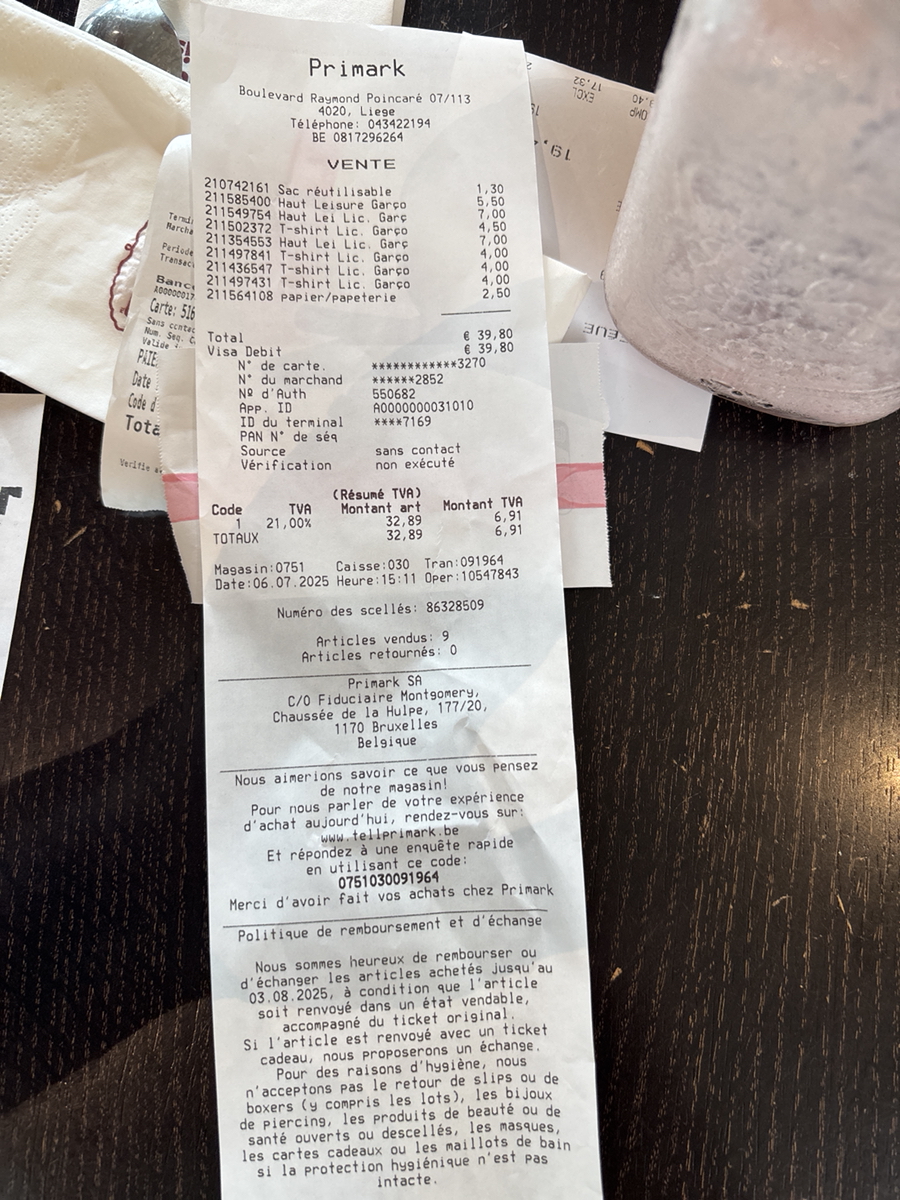 Primark
Boulevard Raymond Poincaré 07/113
4020, Liege
Téléphone: 043422194
BE 0817296264
VENTE
210742161 Sac réutilisable 1,30
211585400 Haut Leisure Garço 5,50
211549754 Haut Lei Lic. Garç 7,00
211502372 T-shirt Lic. Garço 4,50
211354553 Haut Lei Lic. Garç 7,00
211497841 T-shirt Lic. Garço 4,00
211436547 T-shirt Lic. Garço 4,00
211497431 T-shirt Lic. Garço 4,00
211564108 papier/papeterie 2,50
Total € 39,80
Visa Debit € 39,80
N° de carte. ************3270
N° du marchand ******2852
Nº d'Auth 550682
App. ID A0000000031010
ID du terminal ****7169
PAN N° de séq
Source sans contact
Vérification non exécuté
(Résumé TVA)
Code TVA Montant art Montant TVA
1 21,00% 32,89 6,91
TOTAUX 32,89 6,91
Magasin:0751 Caisse:030 Tran:091964
Date:06.07.2025 Heure:15:11 Oper:10547843
Numéro des scellés: 86328509
Articles vendus: 9
Articles retournés: 0
Primark SA
C/O Fiduciaire Montgomery,
Chaussée de la Hulpe, 177/20,
1170 Bruxelles
Belgique
Nous aimerions savoir ce que vous pensez
de notre magasin!
Pour nous parler de votre expérience
d'achat aujourd'hui, rendez-vous sur:
www.tellprimark.be
Et répondez à une enquête rapide
en utilisant ce code:
0751030091964
Merci d'avoir fait vos achats chez Primark
Politique de remboursement et d'échange
Nous sommes heureux de rembourser ou
d'échanger les articles achetés jusqu'au
03.08.2025, à condition que l'article
soit renvoyé dans un état vendable,
accompagné du ticket original.
Si l'article est renvoyé avec un ticket
cadeau, nous proposerons un échange.
Pour des raisons d'hygiène, nous
n'acceptons pas le retour de slips ou de
boxers (y compris les lots), les bijoux
de piercing, les produits de beauté ou de
santé ouverts ou descellés, les masques,
les cartes cadeaux ou les maillots de bain
si la protection hygiénique n'est pas
intacte.
Carte: 516
Date
Code d
17,32
EXCL